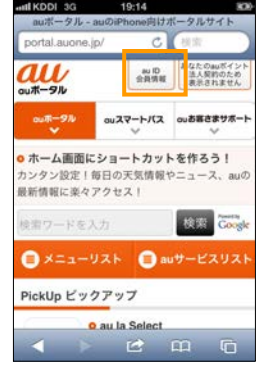 KDDI 3G 19:14
auポータル - auのiPhone向けポータルサイト
portal.auone.jp/ 検索
au
auポータル
au ID
会員情報
あなたのauポイント
法人契約のため
表示されません
auポータル auスマートパス auお客さまサポート
ホーム画面にショートカットを作ろう！
カンタン設定！毎日の天気情報やニュース、auの
最新情報に楽々アクセス！
検索ワードを入力 検索 Powered by Google
メニューリスト auサービスリスト
PickUp ピックアップ
au la Select